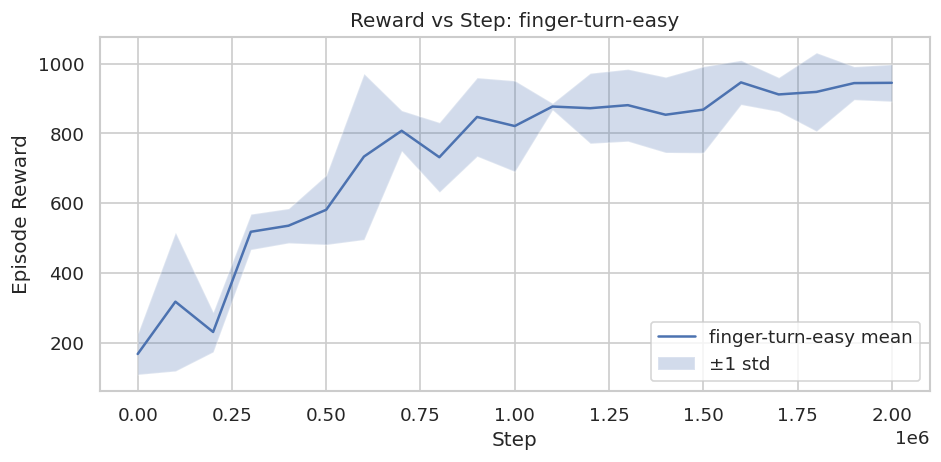 Reward vs Step: finger-turn-easy
Episode Reward
1000
800
600
400
200
finger-turn-easy mean
±1 std
0.00 0.25 0.50 0.75 1.00 1.25 1.50 1.75 2.00
1e6
Step